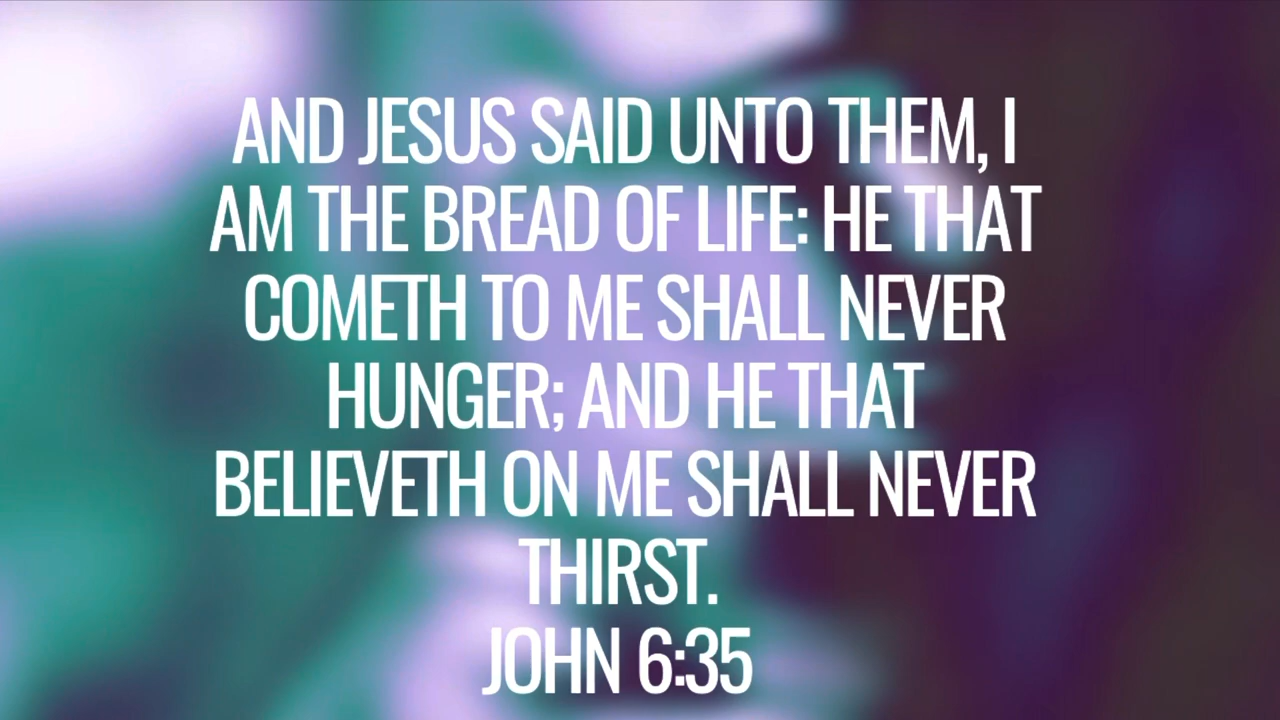 AND JESUS SAID UNTO THEM, I
AM THE BREAD OF LIFE: HE THAT
COMETH TO ME SHALL NEVER
HUNGER; AND HE THAT
BELIEVETH ON ME SHALL NEVER
THIRST.
JOHN 6:35